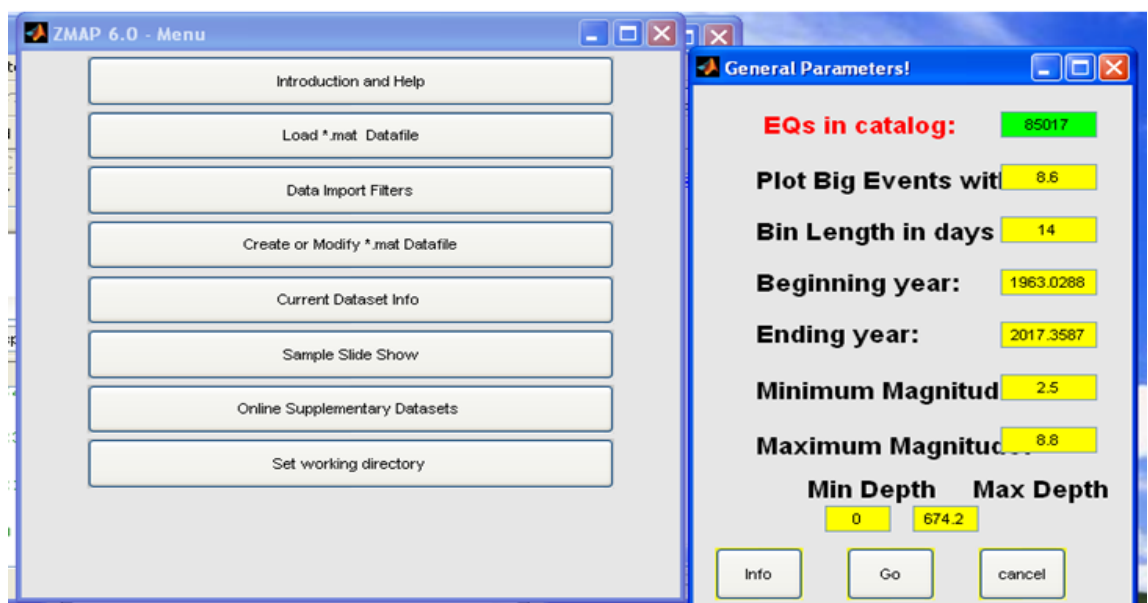 ZMAP 6.0 - Menu
Introduction and Help
Load *.mat Datafile
Data Import Filters
Create or Modify *.mat Datafile
Current Dataset Info
Sample Slide Show
Online Supplementary Datasets
Set working directory
General Parameters!
EQs in catalog: 85017
Plot Big Events with 8.6
Bin Length in days 14
Beginning year: 1963.0288
Ending year: 2017.3587
Minimum Magnitud 2.5
Maximum Magnitude: 8.8
Min Depth Max Depth
0 674.2
Info Go cancel